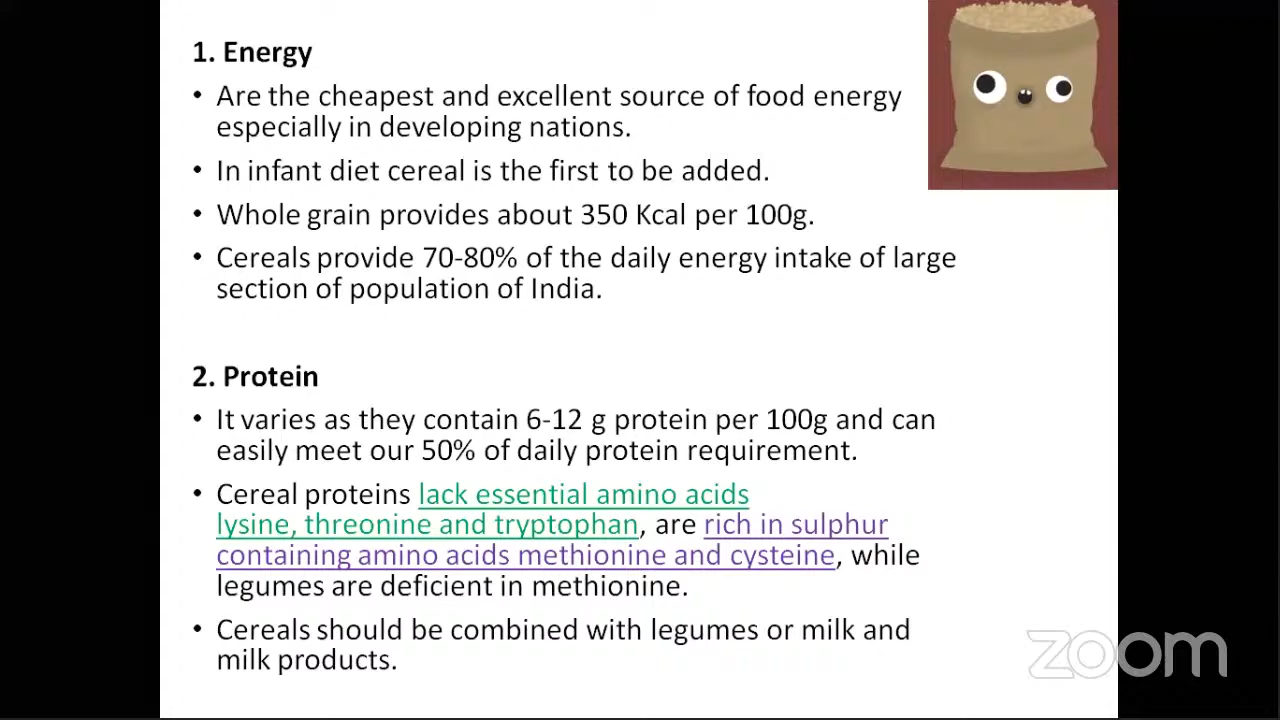 1. Energy
• Are the cheapest and excellent source of food energy
especially in developing nations.
• In infant diet cereal is the first to be added.
• Whole grain provides about 350 Kcal per 100g.
• Cereals provide 70-80% of the daily energy intake of large
section of population of India.
2. Protein
• It varies as they contain 6-12 g protein per 100g and can
easily meet our 50% of daily protein requirement.
• Cereal proteins lack essential amino acids
lysine, threonine and tryptophan, are rich in sulphur
containing amino acids methionine and cysteine, while
legumes are deficient in methionine.
• Cereals should be combined with legumes or milk and
milk products.
zoom